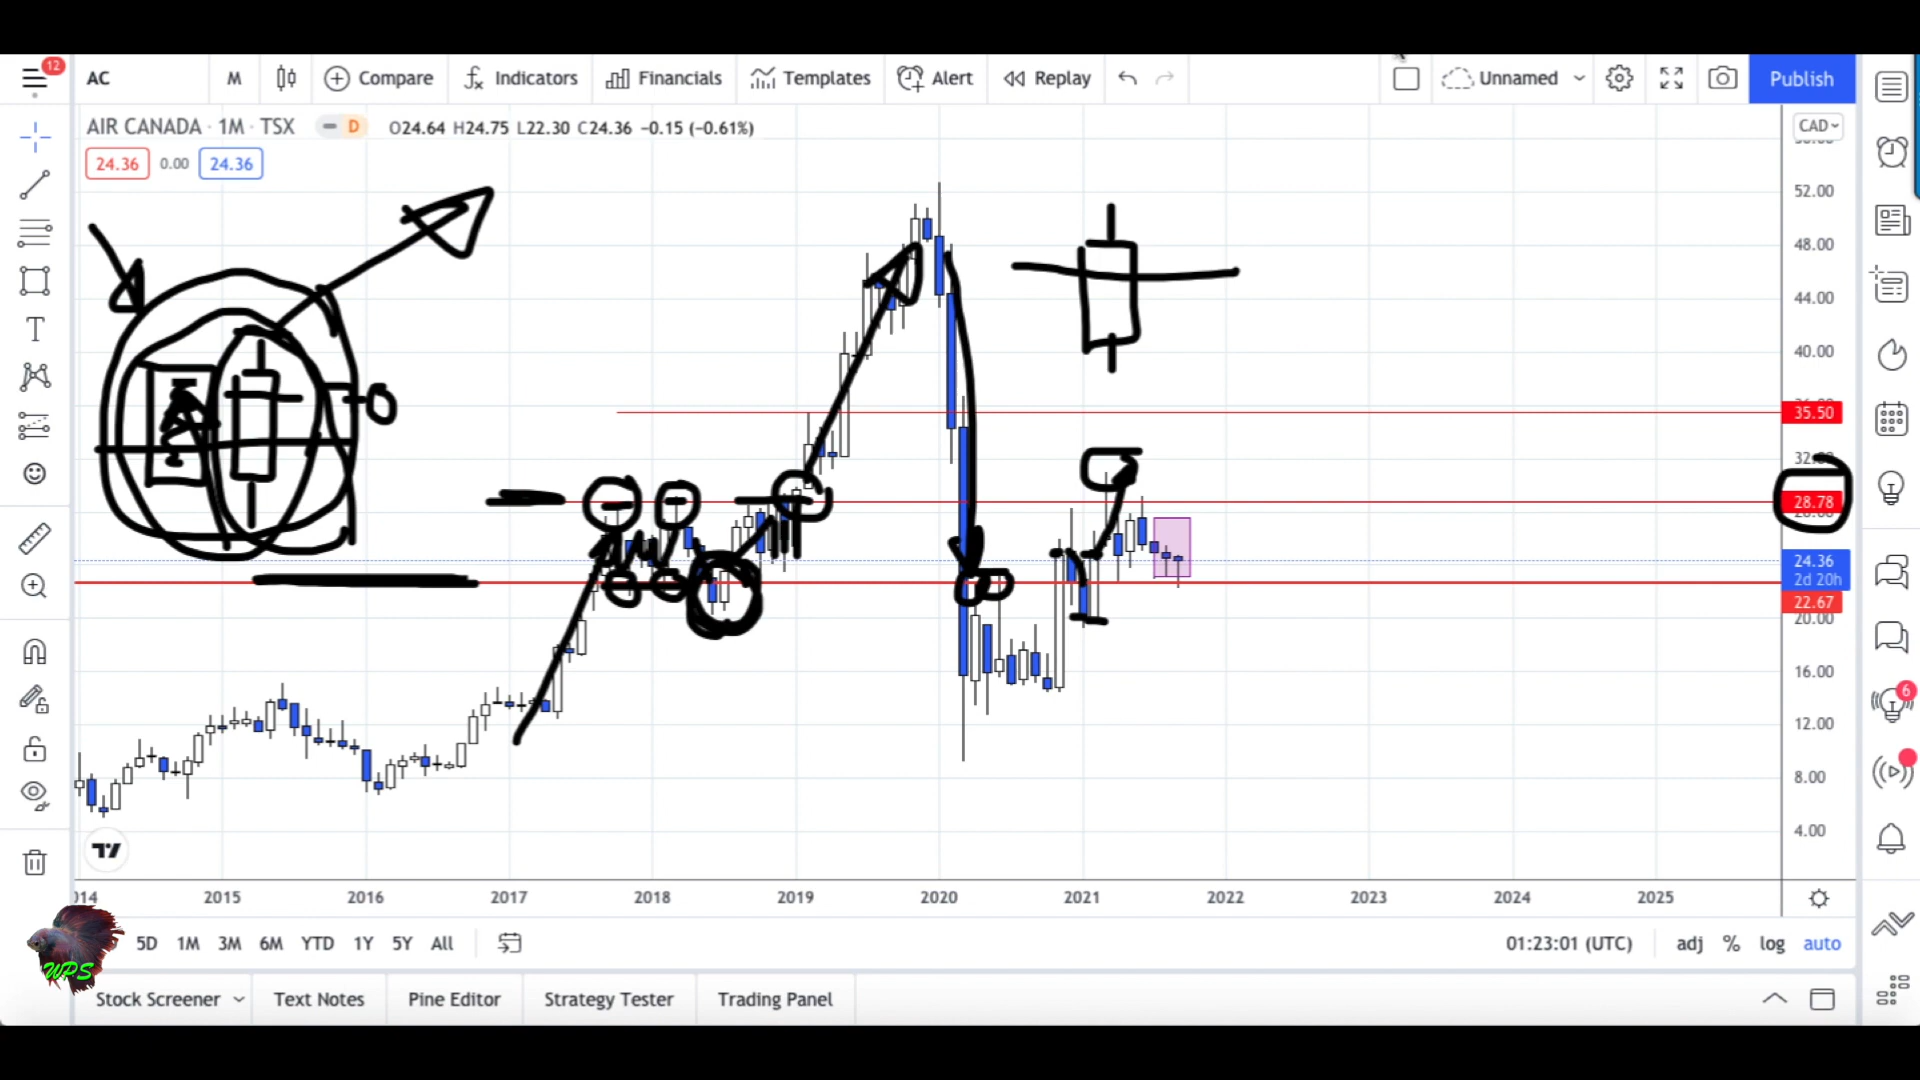 12
AC
M
Compare
Indicators
Financials
Templates
Alert
Replay
Unnamed
Publish
AIR CANADA · 1M · TSX
D
O24.64 H24.75 L22.30 C24.36 −0.15 (−0.61%)
CAD
24.36
0.00
24.36
52.00
48.00
44.00
40.00
35.50
28.78
24.36
2d 20h
22.67
20.00
16.00
12.00
8.00
4.00
6
014
2015
2016
2017
2018
2019
2020
2021
2022
2023
2024
2025
5D
1M
3M
6M
YTD
1Y
5Y
All
01:23:01 (UTC)
adj
%
log
auto
WPS
Stock Screener
Text Notes
Pine Editor
Strategy Tester
Trading Panel